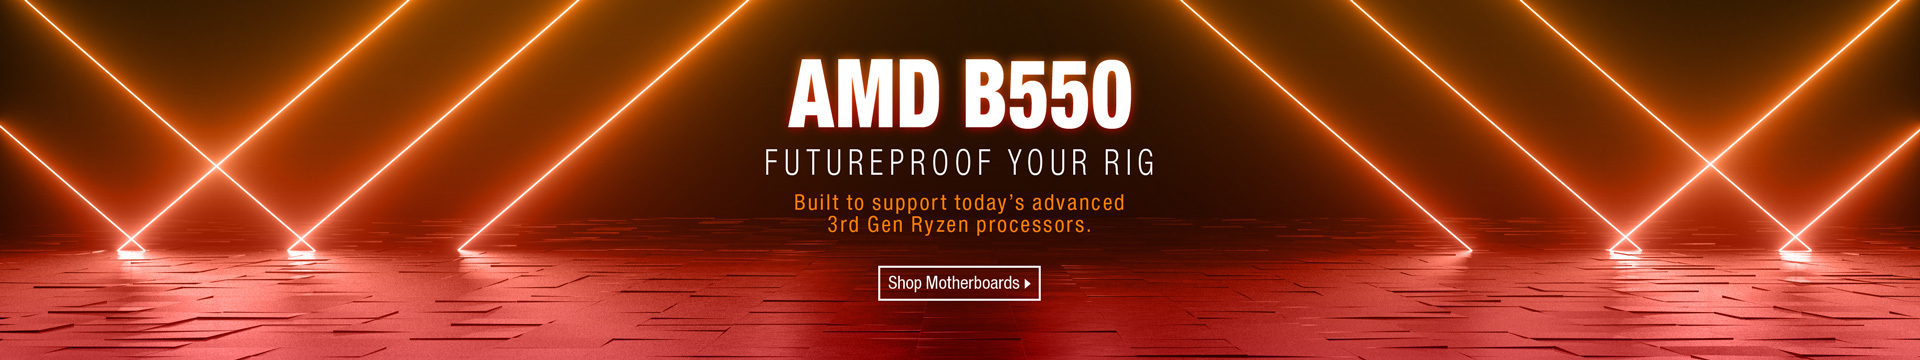 AMD B550
FUTUREPROOF YOUR RIG
Built to support today’s advanced
3rd Gen Ryzen processors.
Shop Motherboards